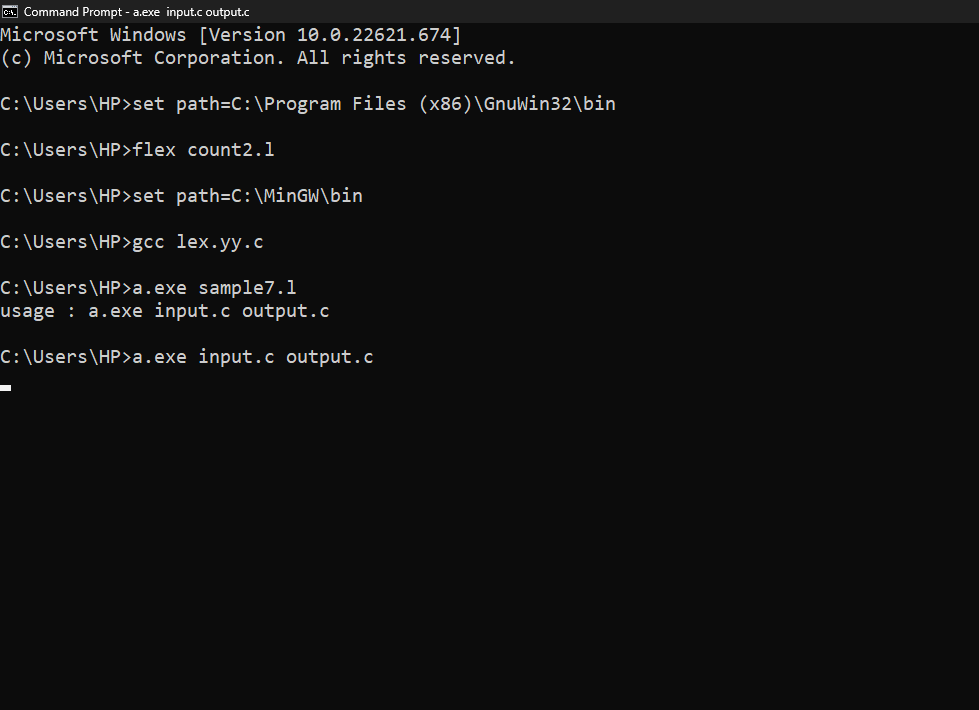 Command Prompt - a.exe  input.c output.c
Microsoft Windows [Version 10.0.22621.674]
(c) Microsoft Corporation. All rights reserved.
C:\Users\HP>set path=C:\Program Files (x86)\GnuWin32\bin
C:\Users\HP>flex count2.l
C:\Users\HP>set path=C:\MinGW\bin
C:\Users\HP>gcc lex.yy.c
C:\Users\HP>a.exe sample7.l
usage : a.exe input.c output.c
C:\Users\HP>a.exe input.c output.c